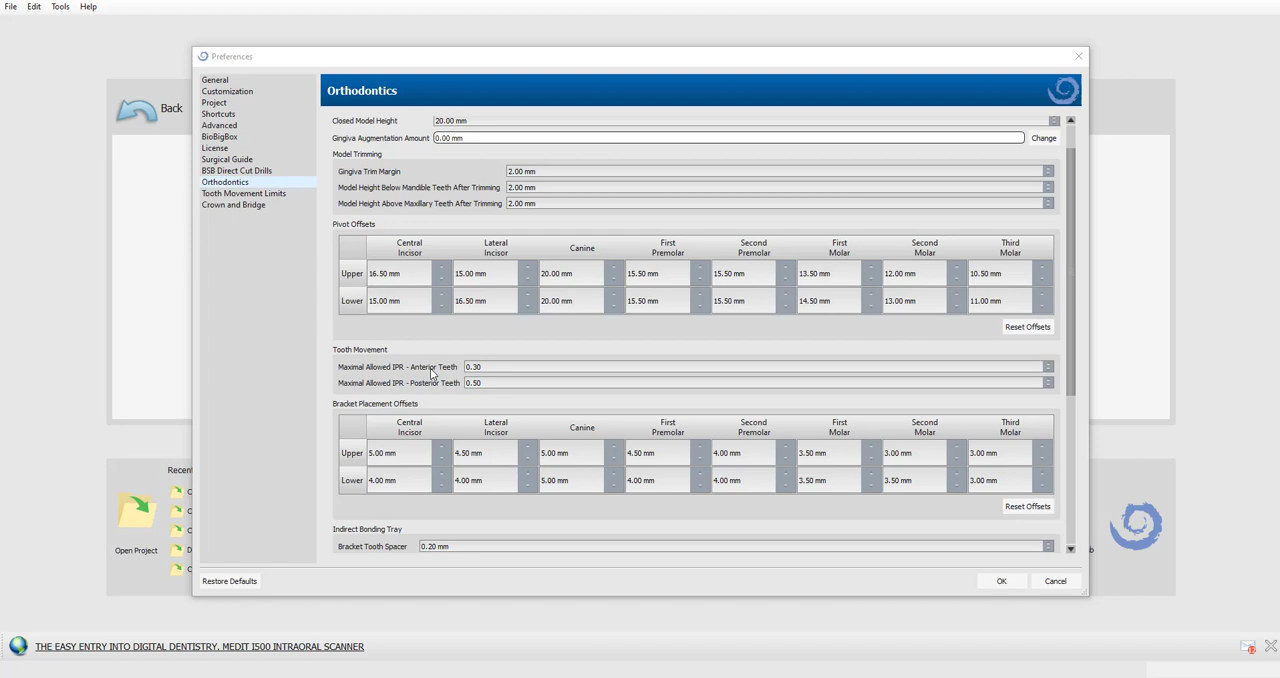 File Edit Tools Help
Preferences
General
Customization
Project
Shortcuts
Advanced
BioBigBox
License
Surgical Guide
BSB Direct Cut Drills
Orthodontics
Tooth Movement Limits
Crown and Bridge
Orthodontics
Closed Model Height 20.00 mm
Gingiva Augmentation Amount 0.00 mm Change
Model Trimming
Gingiva Trim Margin 2.00 mm
Model Height Below Mandible Teeth After Trimming 2.00 mm
Model Height Above Maxillary Teeth After Trimming 2.00 mm
Pivot Offsets
Central Incisor Lateral Incisor Canine First Premolar Second Premolar First Molar Second Molar Third Molar
Upper 16.50 mm 15.00 mm 20.00 mm 15.50 mm 15.50 mm 13.50 mm 12.00 mm 10.50 mm
Lower 15.00 mm 16.50 mm 20.00 mm 15.50 mm 15.50 mm 14.50 mm 13.00 mm 11.00 mm
Reset Offsets
Tooth Movement
Maximal Allowed IPR - Anterior Teeth 0.30
Maximal Allowed IPR - Posterior Teeth 0.50
Bracket Placement Offsets
Central Incisor Lateral Incisor Canine First Premolar Second Premolar First Molar Second Molar Third Molar
Upper 5.00 mm 4.50 mm 5.00 mm 4.50 mm 4.00 mm 3.50 mm 3.00 mm 3.00 mm
Lower 4.00 mm 4.00 mm 5.00 mm 4.00 mm 4.00 mm 3.50 mm 3.50 mm 3.00 mm
Reset Offsets
Indirect Bonding Tray
Bracket Tooth Spacer 0.20 mm
Restore Defaults OK Cancel
Back
Recent
Open Project
THE EASY ENTRY INTO DIGITAL DENTISTRY, MEDIT I500 INTRAORAL SCANNER